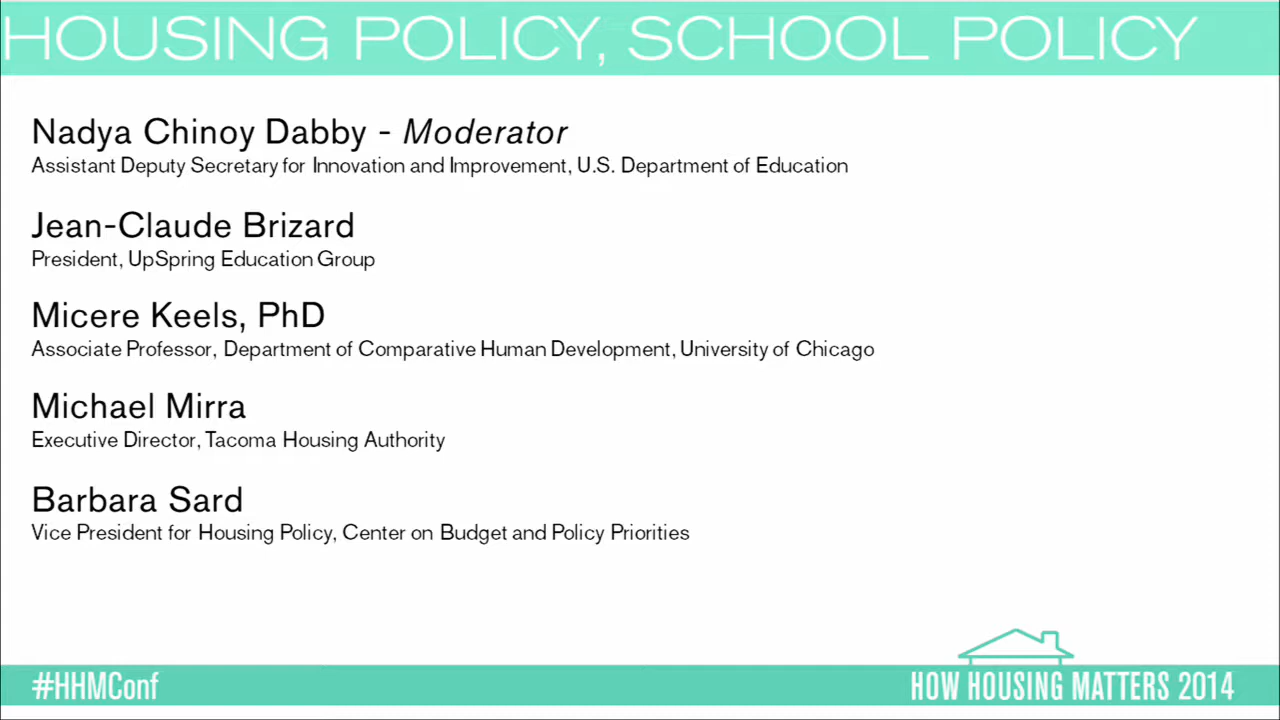 HOUSING POLICY, SCHOOL POLICY
Nadya Chinoy Dabby - Moderator
Assistant Deputy Secretary for Innovation and Improvement, U.S. Department of Education
Jean-Claude Brizard
President, UpSpring Education Group
Micere Keels, PhD
Associate Professor, Department of Comparative Human Development, University of Chicago
Michael Mirra
Executive Director, Tacoma Housing Authority
Barbara Sard
Vice President for Housing Policy, Center on Budget and Policy Priorities
#HHMConf
HOW HOUSING MATTERS 2014